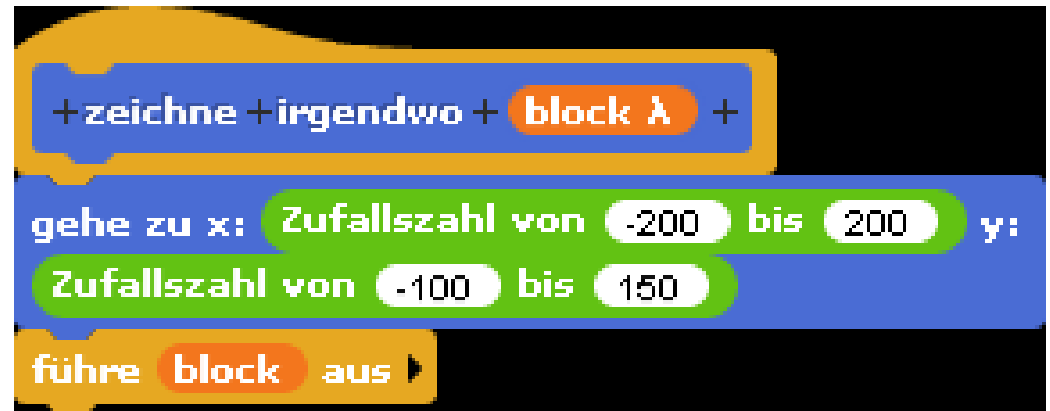 +zeichne +irgendwo + block λ +
gehe zu x: Zufallszahl von -200 bis 200 y:
Zufallszahl von -100 bis 150
führe block aus